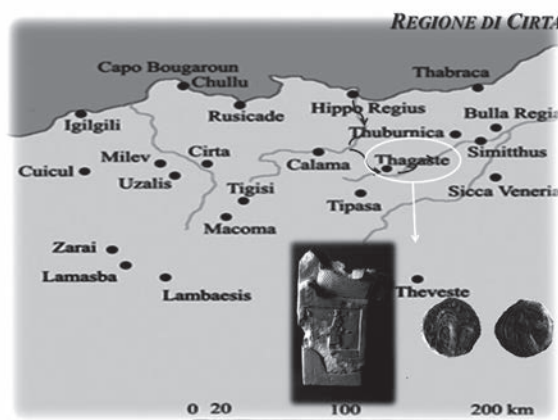 REGIONE DI CIRTA
Capo Bougaroun
Chullu
Thabraca
Hippo Regius
Rusicade
Igilgili
Bulla Regia
Thuburnica
Simitthus
Milev
Cirta
Calama
Thagaste
Cuicul
Uzalis
Sicca Veneria
Tigisi
Tipasa
Macoma
Zarai
Lamasba
Lambaesis
Theveste
0 20 100 200 km